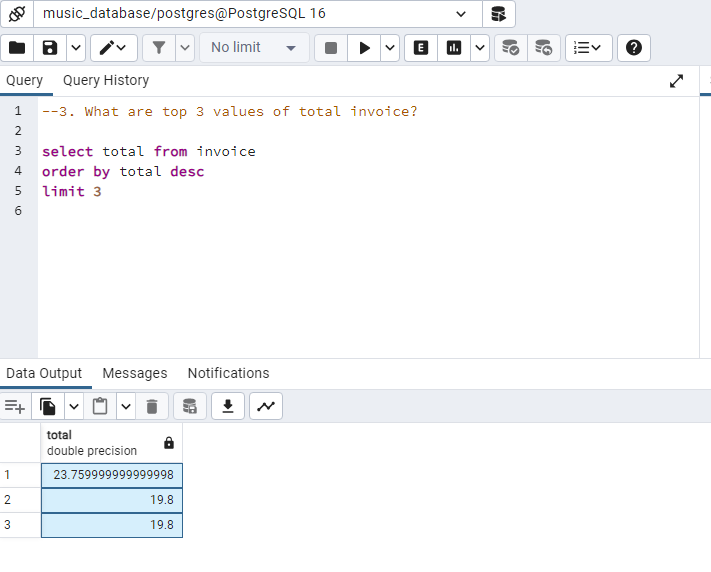 music_database/postgres@PostgreSQL 16
No limit
E
Query Query History
1 --3. What are top 3 values of total invoice?
2
3 select total from invoice
4 order by total desc
5 limit 3
6
Data Output Messages Notifications
total
double precision
1 23.759999999999998
2 19.8
3 19.8